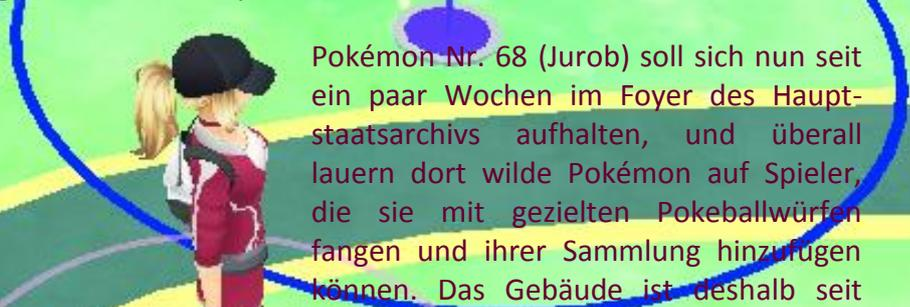 Pokémon Nr. 68 (Jurob) soll sich nun seit
ein paar Wochen im Foyer des Haupt-
staatsarchivs aufhalten, und überall
lauern dort wilde Pokémon auf Spieler,
die sie mit gezielten Pokeballwürfen
fangen und ihrer Sammlung hinzufügen
können. Das Gebäude ist deshalb seit